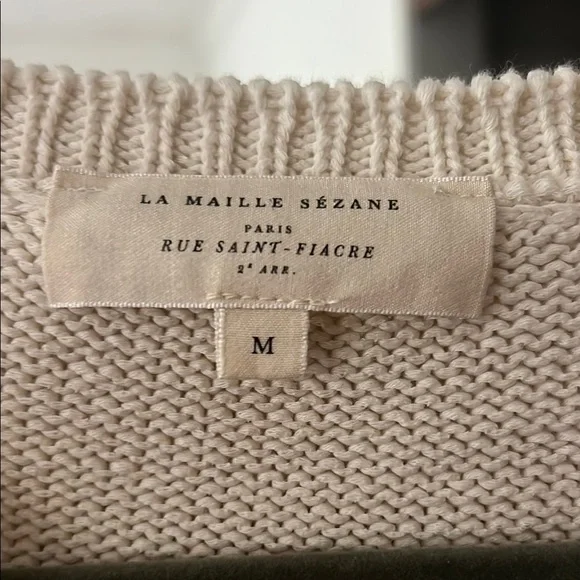 LA MAILLE SÉZANE
PARIS
RUE SAINT-FIACRE
2ᵉ ARR.
M